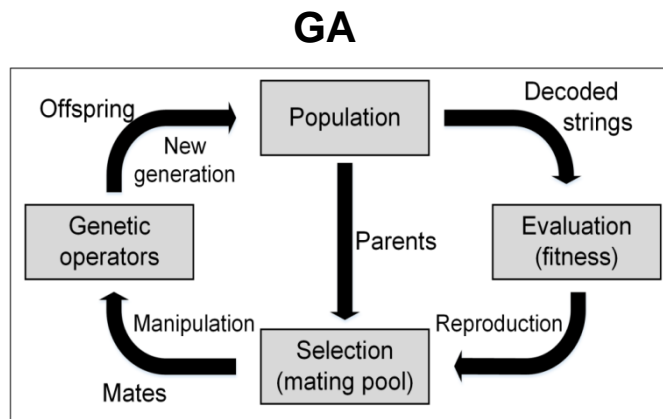 GA
Offspring
Population
Decoded
strings
New
generation
Genetic
operators
Parents
Evaluation
(fitness)
Manipulation
Reproduction
Selection
(mating pool)
Mates